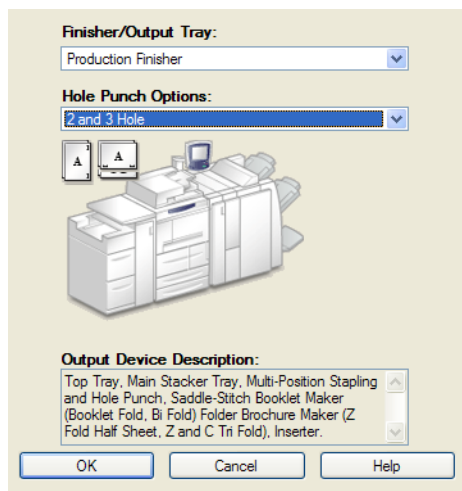 Finisher/Output Tray:
Production Finisher
Hole Punch Options:
2 and 3 Hole
A
A
Output Device Description:
Top Tray, Main Stacker Tray, Multi-Position Stapling
and Hole Punch, Saddle-Stitch Booklet Maker
(Booklet Fold, Bi Fold) Folder Brochure Maker (Z
Fold Half Sheet, Z and C Tri Fold), Inserter.
OK Cancel Help